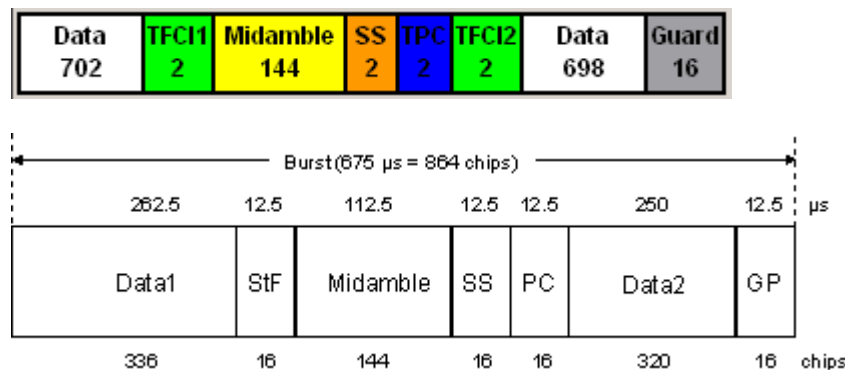 Data TFCI1 Midamble SS TPC TFCI2 Data Guard
702 2 144 2 2 2 698 16
Burst(675 µs = 864 chips)
262.5 12.5 112.5 12.5 12.5 250 12.5 µs
Data1 StF Midamble SS PC Data2 GP
336 16 144 16 16 320 16 chips